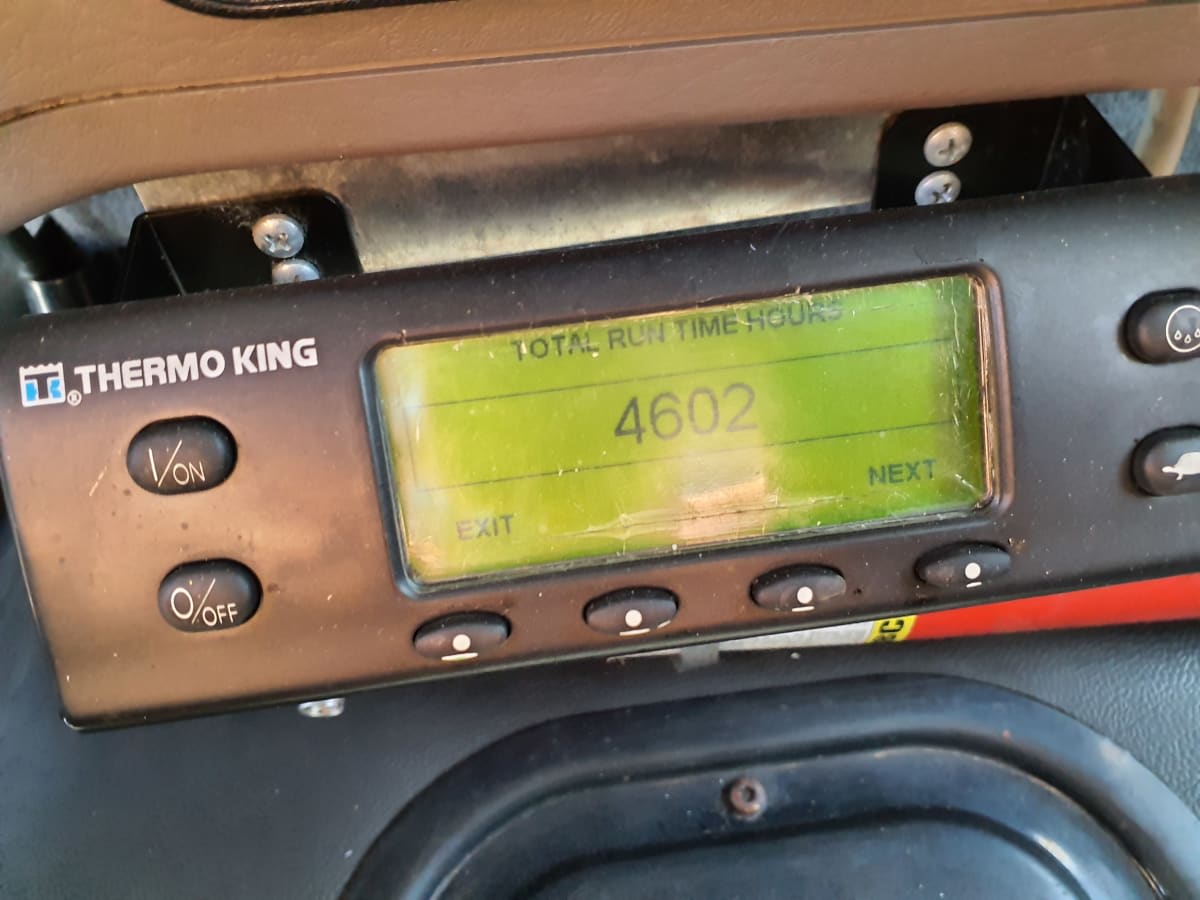 TOTAL RUN TIME HOURS
4602
NEXT
EXIT
® THERMO KING
I/ON
O/OFF